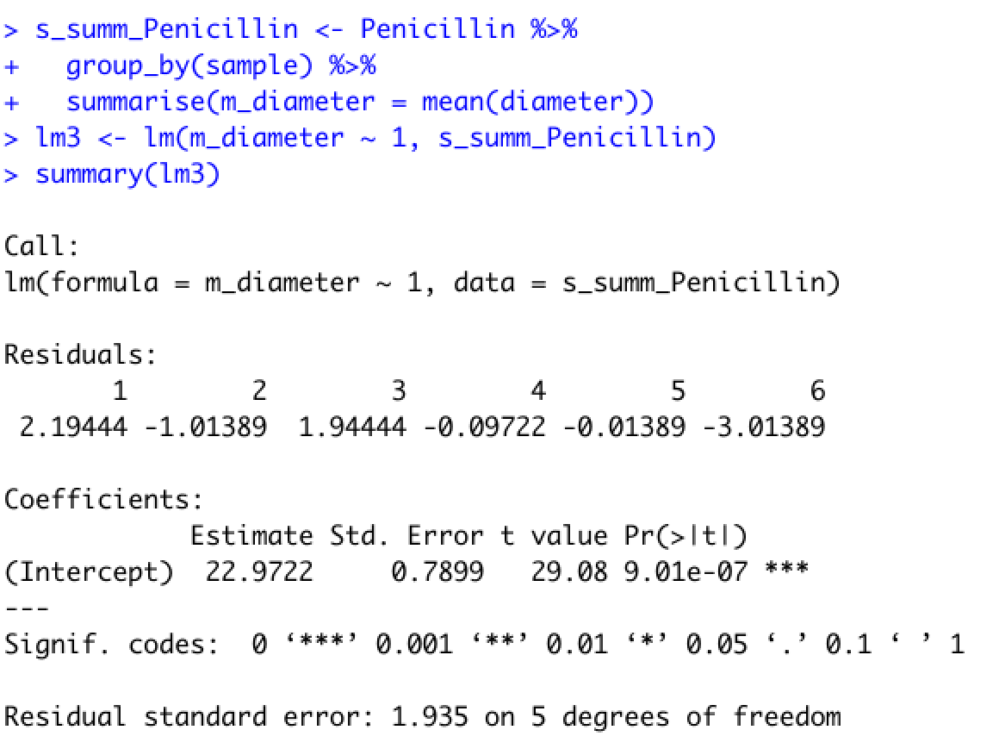 > s_summ_Penicillin <- Penicillin %>%
+   group_by(sample) %>%
+   summarise(m_diameter = mean(diameter))
> lm3 <- lm(m_diameter ~ 1, s_summ_Penicillin)
> summary(lm3)

Call:
lm(formula = m_diameter ~ 1, data = s_summ_Penicillin)

Residuals:
       1        2        3        4        5        6
 2.19444 -1.01389  1.94444 -0.09722 -0.01389 -3.01389

Coefficients:
            Estimate Std. Error t value Pr(>|t|)
(Intercept)  22.9722     0.7899   29.08 9.01e-07 ***
---
Signif. codes:  0 ‘***’ 0.001 ‘**’ 0.01 ‘*’ 0.05 ‘.’ 0.1 ‘ ’ 1

Residual standard error: 1.935 on 5 degrees of freedom